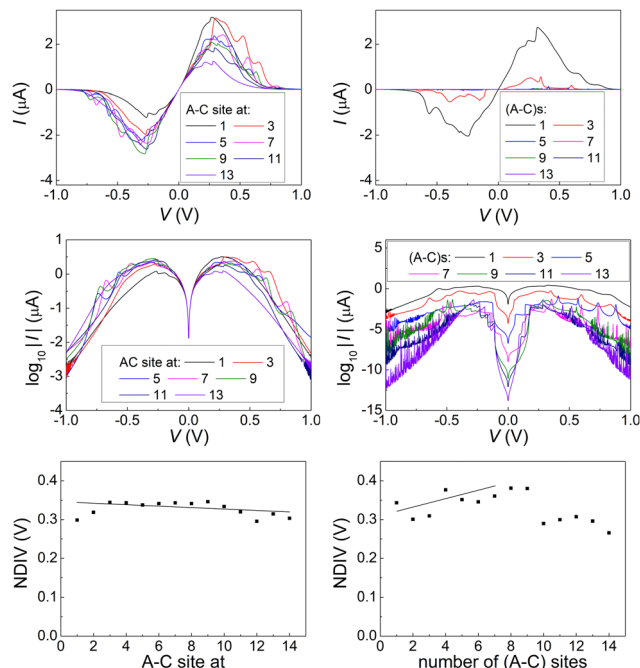 I (μA)
2
0
-2
-4
A-C site at:
1 3
5 7
9 11
13
-1.0 -0.5 0.0 0.5 1.0
V (V)
I (μA)
2
0
-2
-4
(A-C)s:
1 3
5 7
9 11
13
-1.0 -0.5 0.0 0.5 1.0
V (V)
log10 |I | (μA)
1
0
-1
-2
-3
-4
AC site at: 1 3
5 7 9
11 13
-1.0 -0.5 0.0 0.5 1.0
V (V)
log10 |I | (μA)
5
0
-5
-10
-15
(A-C)s: 1 3 5
7 9 11 13
-1.0 -0.5 0.0 0.5 1.0
V (V)
NDIV (V)
0.4
0.3
0.2
0.1
0.0
0 2 4 6 8 10 12 14
A-C site at
NDIV (V)
0.4
0.3
0.2
0.1
0.0
0 2 4 6 8 10 12 14
number of (A-C) sites